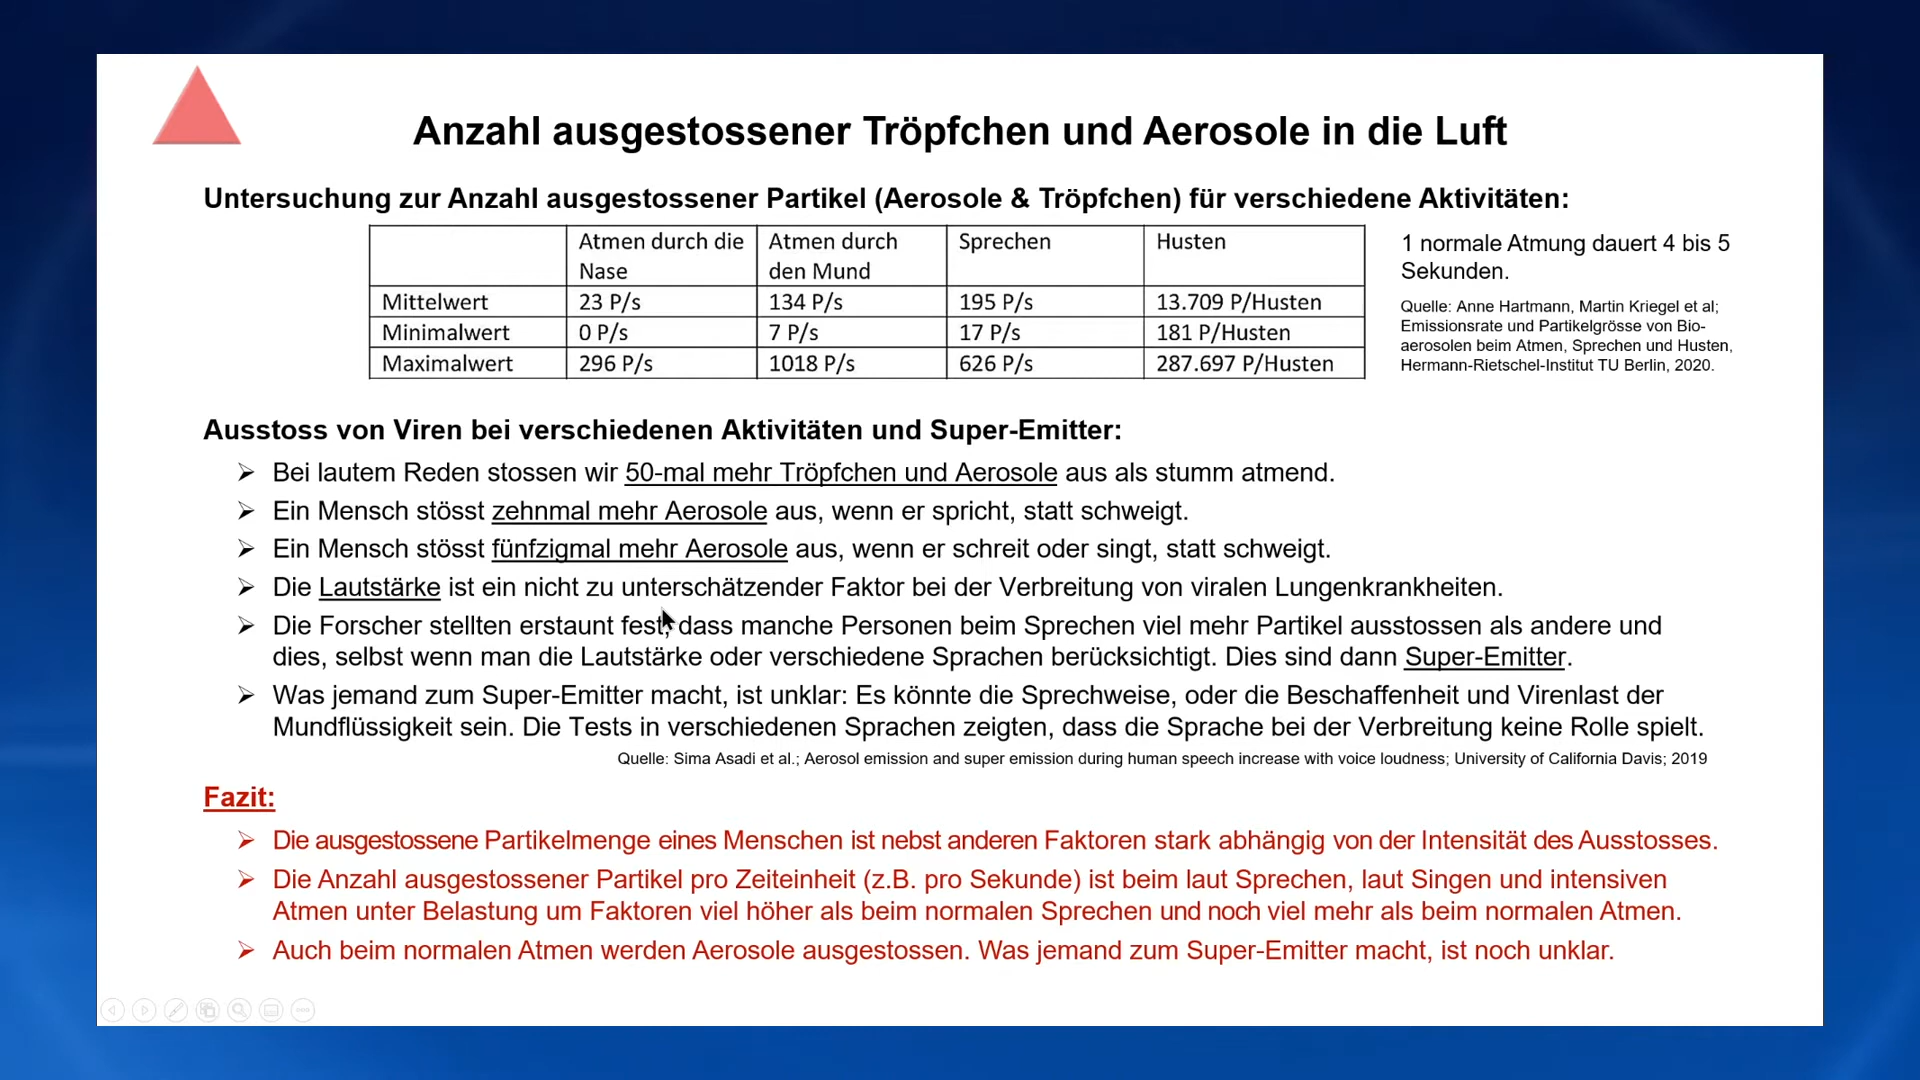 Anzahl ausgestossener Tröpfchen und Aerosole in die Luft
Untersuchung zur Anzahl ausgestossener Partikel (Aerosole & Tröpfchen) für verschiedene Aktivitäten:
Atmen durch die Nase Atmen durch den Mund Sprechen Husten
Mittelwert 23 P/s 134 P/s 195 P/s 13.709 P/Husten
Minimalwert 0 P/s 7 P/s 17 P/s 181 P/Husten
Maximalwert 296 P/s 1018 P/s 626 P/s 287.697 P/Husten
1 normale Atmung dauert 4 bis 5
Sekunden.
Quelle: Anne Hartmann, Martin Kriegel et al;
Emissionsrate und Partikelgrösse von Bio-
aerosolen beim Atmen, Sprechen und Husten,
Hermann-Rietschel-Institut TU Berlin, 2020.
Ausstoss von Viren bei verschiedenen Aktivitäten und Super-Emitter:
Bei lautem Reden stossen wir 50-mal mehr Tröpfchen und Aerosole aus als stumm atmend.
Ein Mensch stösst zehnmal mehr Aerosole aus, wenn er spricht, statt schweigt.
Ein Mensch stösst fünfzigmal mehr Aerosole aus, wenn er schreit oder singt, statt schweigt.
Die Lautstärke ist ein nicht zu unterschätzender Faktor bei der Verbreitung von viralen Lungenkrankheiten.
Die Forscher stellten erstaunt fest, dass manche Personen beim Sprechen viel mehr Partikel ausstossen als andere und
dies, selbst wenn man die Lautstärke oder verschiedene Sprachen berücksichtigt. Dies sind dann Super-Emitter.
Was jemand zum Super-Emitter macht, ist unklar: Es könnte die Sprechweise, oder die Beschaffenheit und Virenlast der
Mundflüssigkeit sein. Die Tests in verschiedenen Sprachen zeigten, dass die Sprache bei der Verbreitung keine Rolle spielt.
Quelle: Sima Asadi et al.; Aerosol emission and super emission during human speech increase with voice loudness; University of California Davis; 2019
Fazit:
Die ausgestossene Partikelmenge eines Menschen ist nebst anderen Faktoren stark abhängig von der Intensität des Ausstosses.
Die Anzahl ausgestossener Partikel pro Zeiteinheit (z.B. pro Sekunde) ist beim laut Sprechen, laut Singen und intensiven
Atmen unter Belastung um Faktoren viel höher als beim normalen Sprechen und noch viel mehr als beim normalen Atmen.
Auch beim normalen Atmen werden Aerosole ausgestossen. Was jemand zum Super-Emitter macht, ist noch unklar.